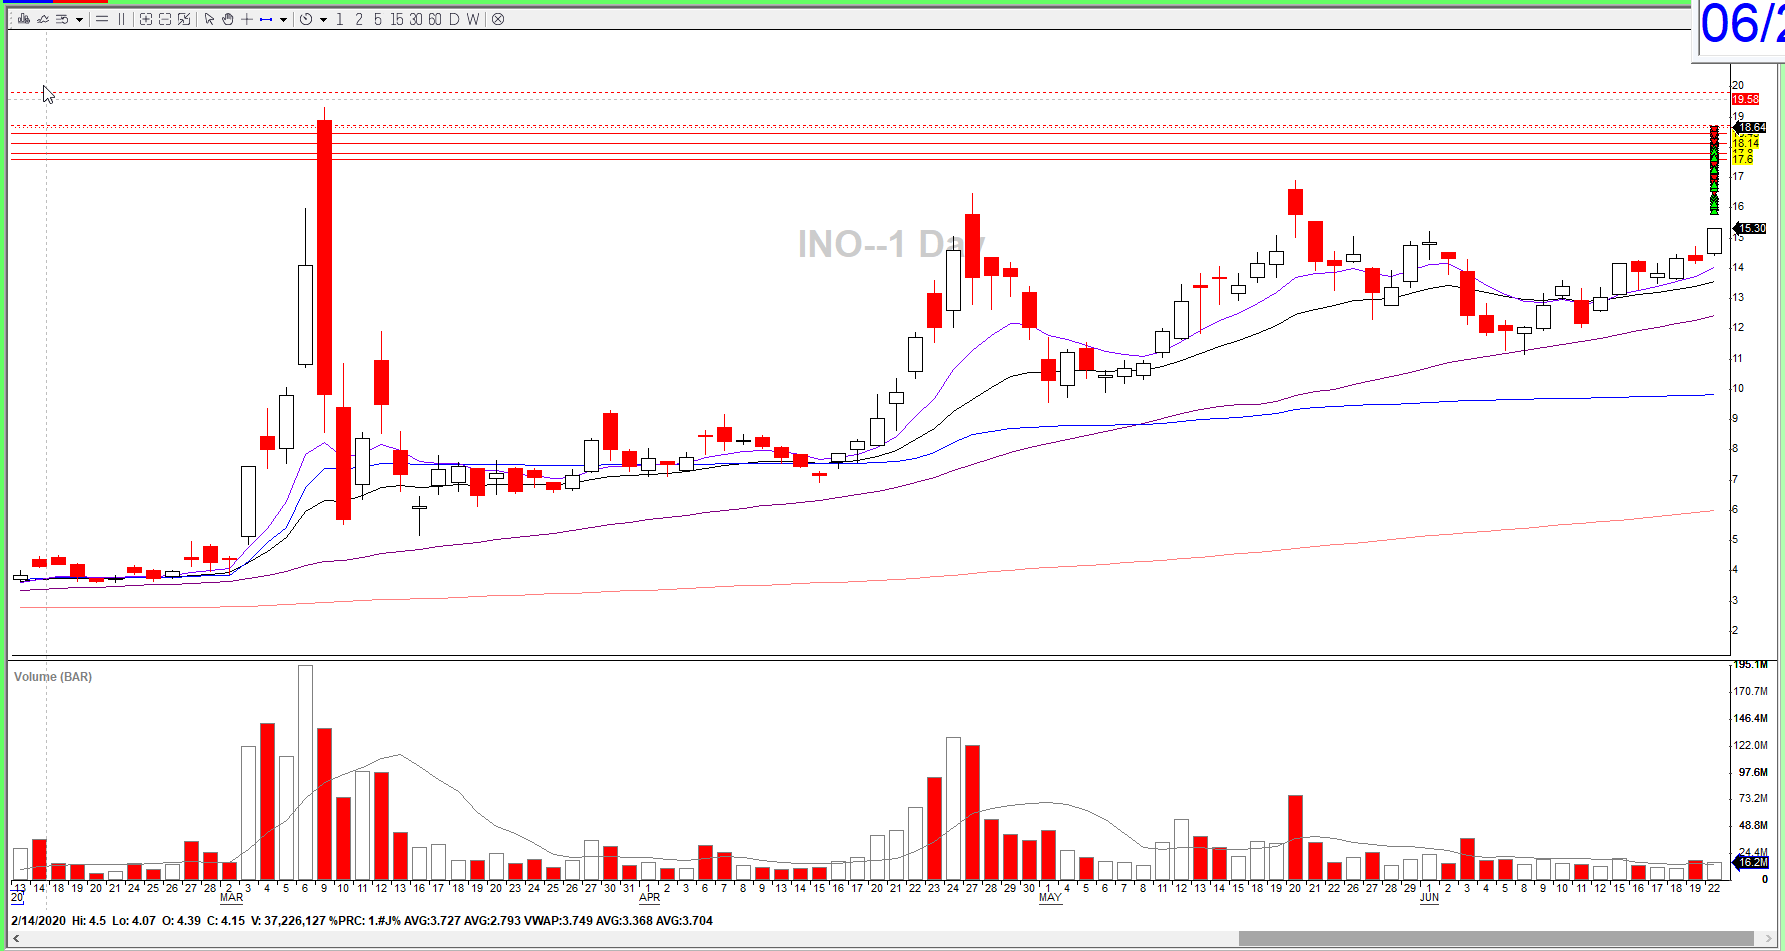 1 2 5 15 30 60 D W
06/2
INO--1 Day
20
19.58
19
18.64
18.14
17.6
17
16
15.30
15
14
13
12
11
10
9
8
7
6
5
4
3
2
Volume (BAR)
195.1M
170.7M
146.4M
122.0M
97.6M
73.2M
48.8M
24.4M
16.2M
0
13 14 18 19 20 21 24 25 26 27 28 2 3 4 5 6 9 10 11 12 13 16 17 18 19 20 23 24 25 26 27 30 31 1 2 3 6 7 8 9 13 14 15 16 17 20 21 22 23 24 27 28 29 30 1 4 5 6 7 8 11 12 13 14 15 18 19 20 21 22 26 27 28 29 1 2 3 4 5 8 9 10 11 12 15 16 17 18 19 22
20 MAR APR MAY JUN
2/14/2020 Hi: 4.5 Lo: 4.07 O: 4.39 C: 4.15 V: 37,226,127 %PRC: 1.#J% AVG:3.727 AVG:2.793 VWAP:3.749 AVG:3.368 AVG:3.704